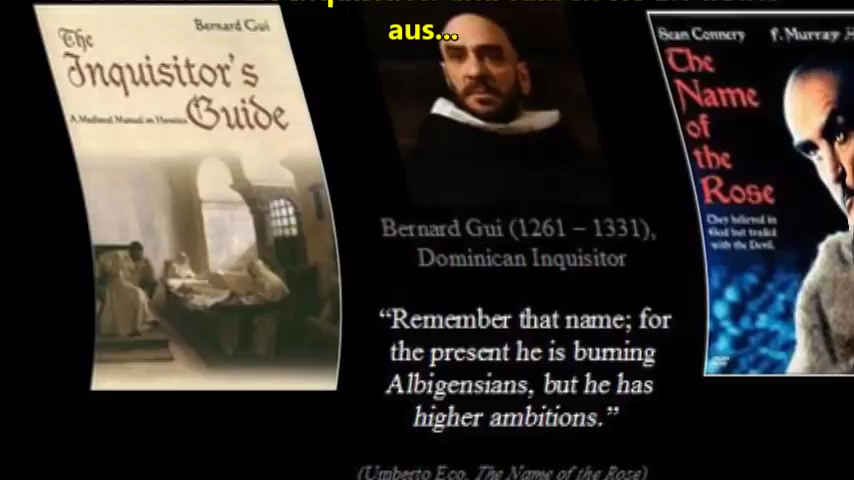 aus...
Bernard Gui
The
Inquisitor's
Guide
A Medieval Manual on Heretics
Bernard Gui (1261 – 1331),
Dominican Inquisitor
“Remember that name; for
the present he is burning
Albigensians, but he has
higher ambitions.”
(Umberto Eco, The Name of the Rose)
Sean Connery F. Murray
The
Name
of
the
Rose
They believed in
God but traded
with the Devil.